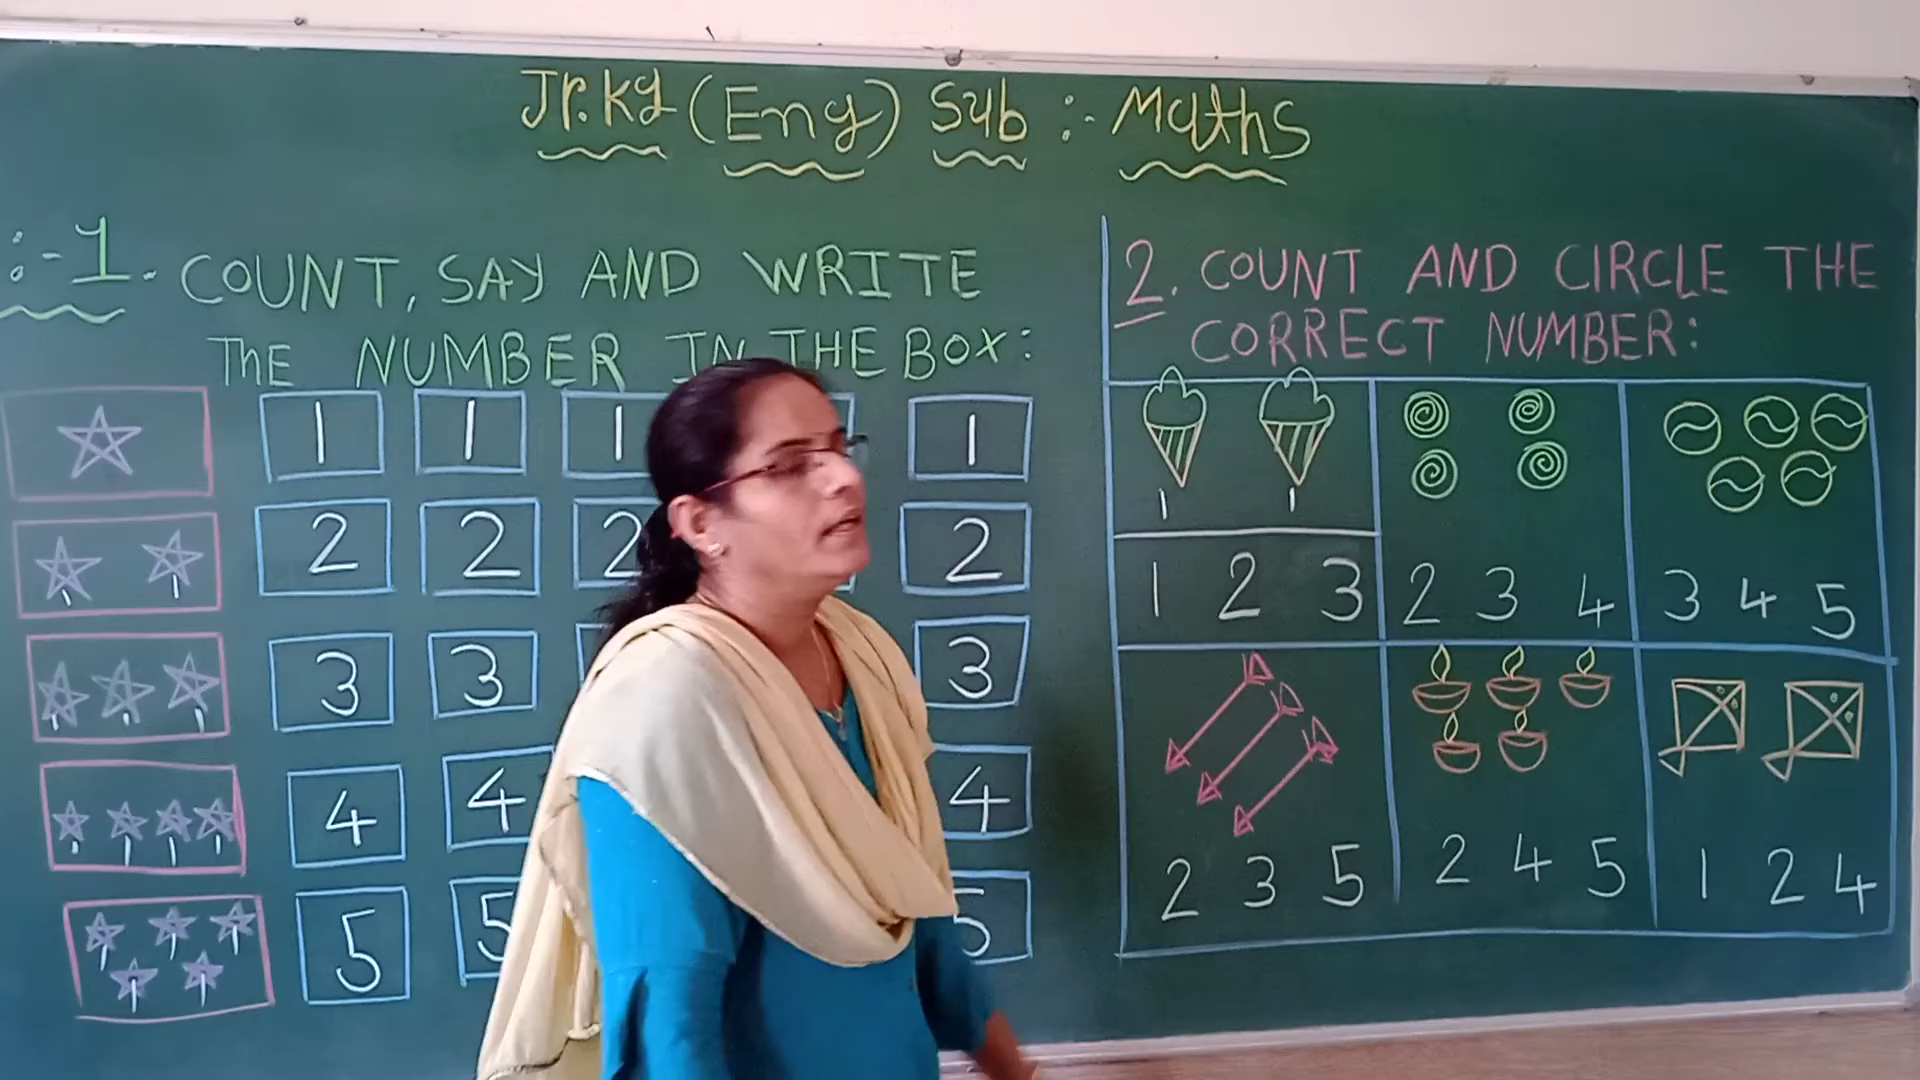 Jr.kg (Eng) Sub :- Maths
:-1. COUNT, SAY AND WRITE
THE NUMBER IN THE BOX:
1 1 1 1
2 2 2 2
3 3 3
4 4 4
5 5 5
2. COUNT AND CIRCLE THE
CORRECT NUMBER:
1 1
1 2 3
2 3 4
3 4 5
2 3 5
2 4 5
1 2 4